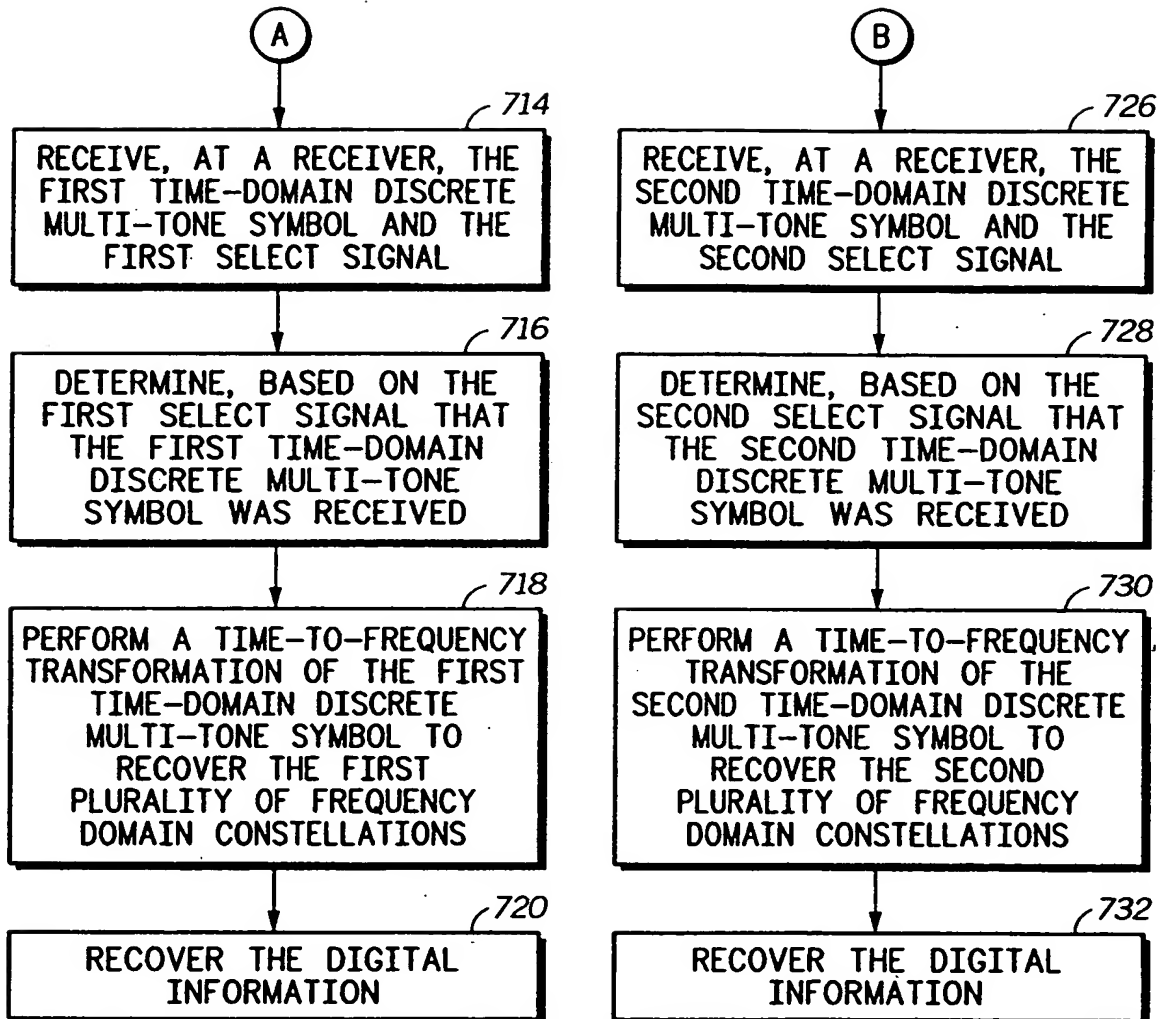 A
714
RECEIVE, AT A RECEIVER, THE
FIRST TIME-DOMAIN DISCRETE
MULTI-TONE SYMBOL AND THE
FIRST SELECT SIGNAL
716
DETERMINE, BASED ON THE
FIRST SELECT SIGNAL THAT
THE FIRST TIME-DOMAIN
DISCRETE MULTI-TONE
SYMBOL WAS RECEIVED
718
PERFORM A TIME-TO-FREQUENCY
TRANSFORMATION OF THE FIRST
TIME-DOMAIN DISCRETE
MULTI-TONE SYMBOL TO
RECOVER THE FIRST
PLURALITY OF FREQUENCY
DOMAIN CONSTELLATIONS
720
RECOVER THE DIGITAL
INFORMATION
B
726
RECEIVE, AT A RECEIVER, THE
SECOND TIME-DOMAIN DISCRETE
MULTI-TONE SYMBOL AND THE
SECOND SELECT SIGNAL
728
DETERMINE, BASED ON THE
SECOND SELECT SIGNAL THAT
THE SECOND TIME-DOMAIN
DISCRETE MULTI-TONE
SYMBOL WAS RECEIVED
730
PERFORM A TIME-TO-FREQUENCY
TRANSFORMATION OF THE
SECOND TIME-DOMAIN DISCRETE
MULTI-TONE SYMBOL TO
RECOVER THE SECOND
PLURALITY OF FREQUENCY
DOMAIN CONSTELLATIONS
732
RECOVER THE DIGITAL
INFORMATION